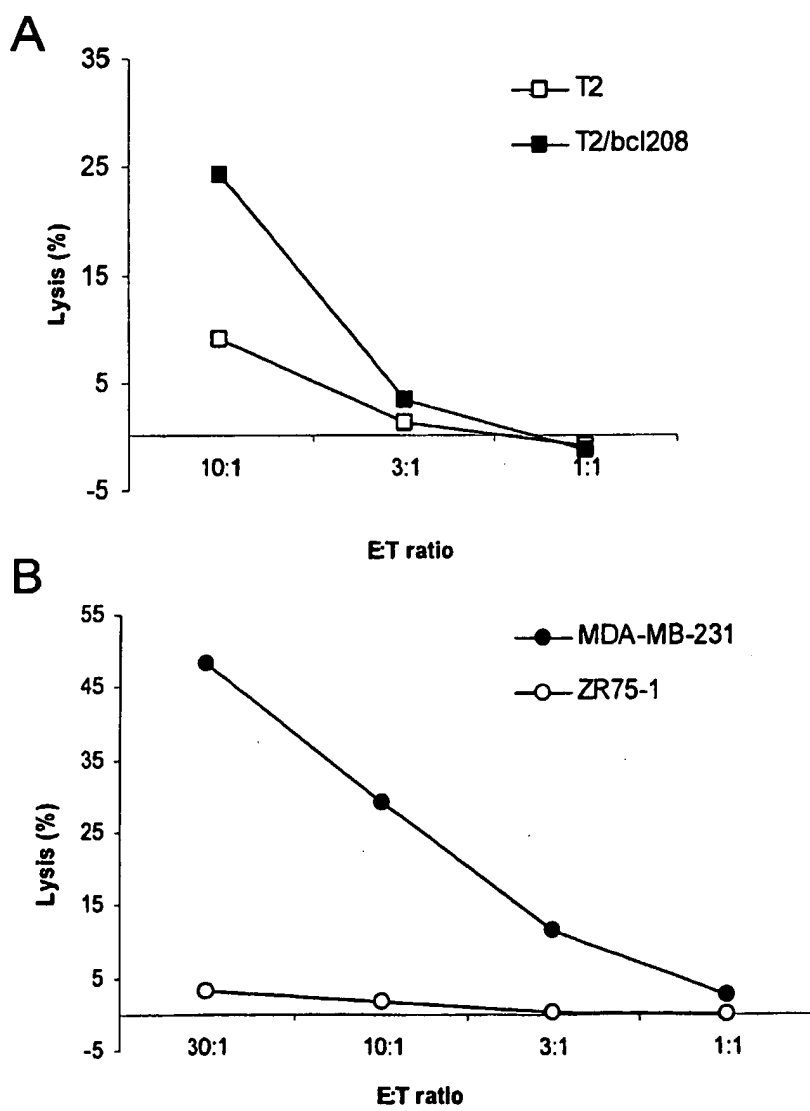 A
35
25
15
5
-5
Lysis (%)
T2
T2/bcl208
10:1 3:1 1:1
E:T ratio
B
55
45
35
25
15
5
-5
Lysis (%)
MDA-MB-231
ZR75-1
30:1 10:1 3:1 1:1
E:T ratio